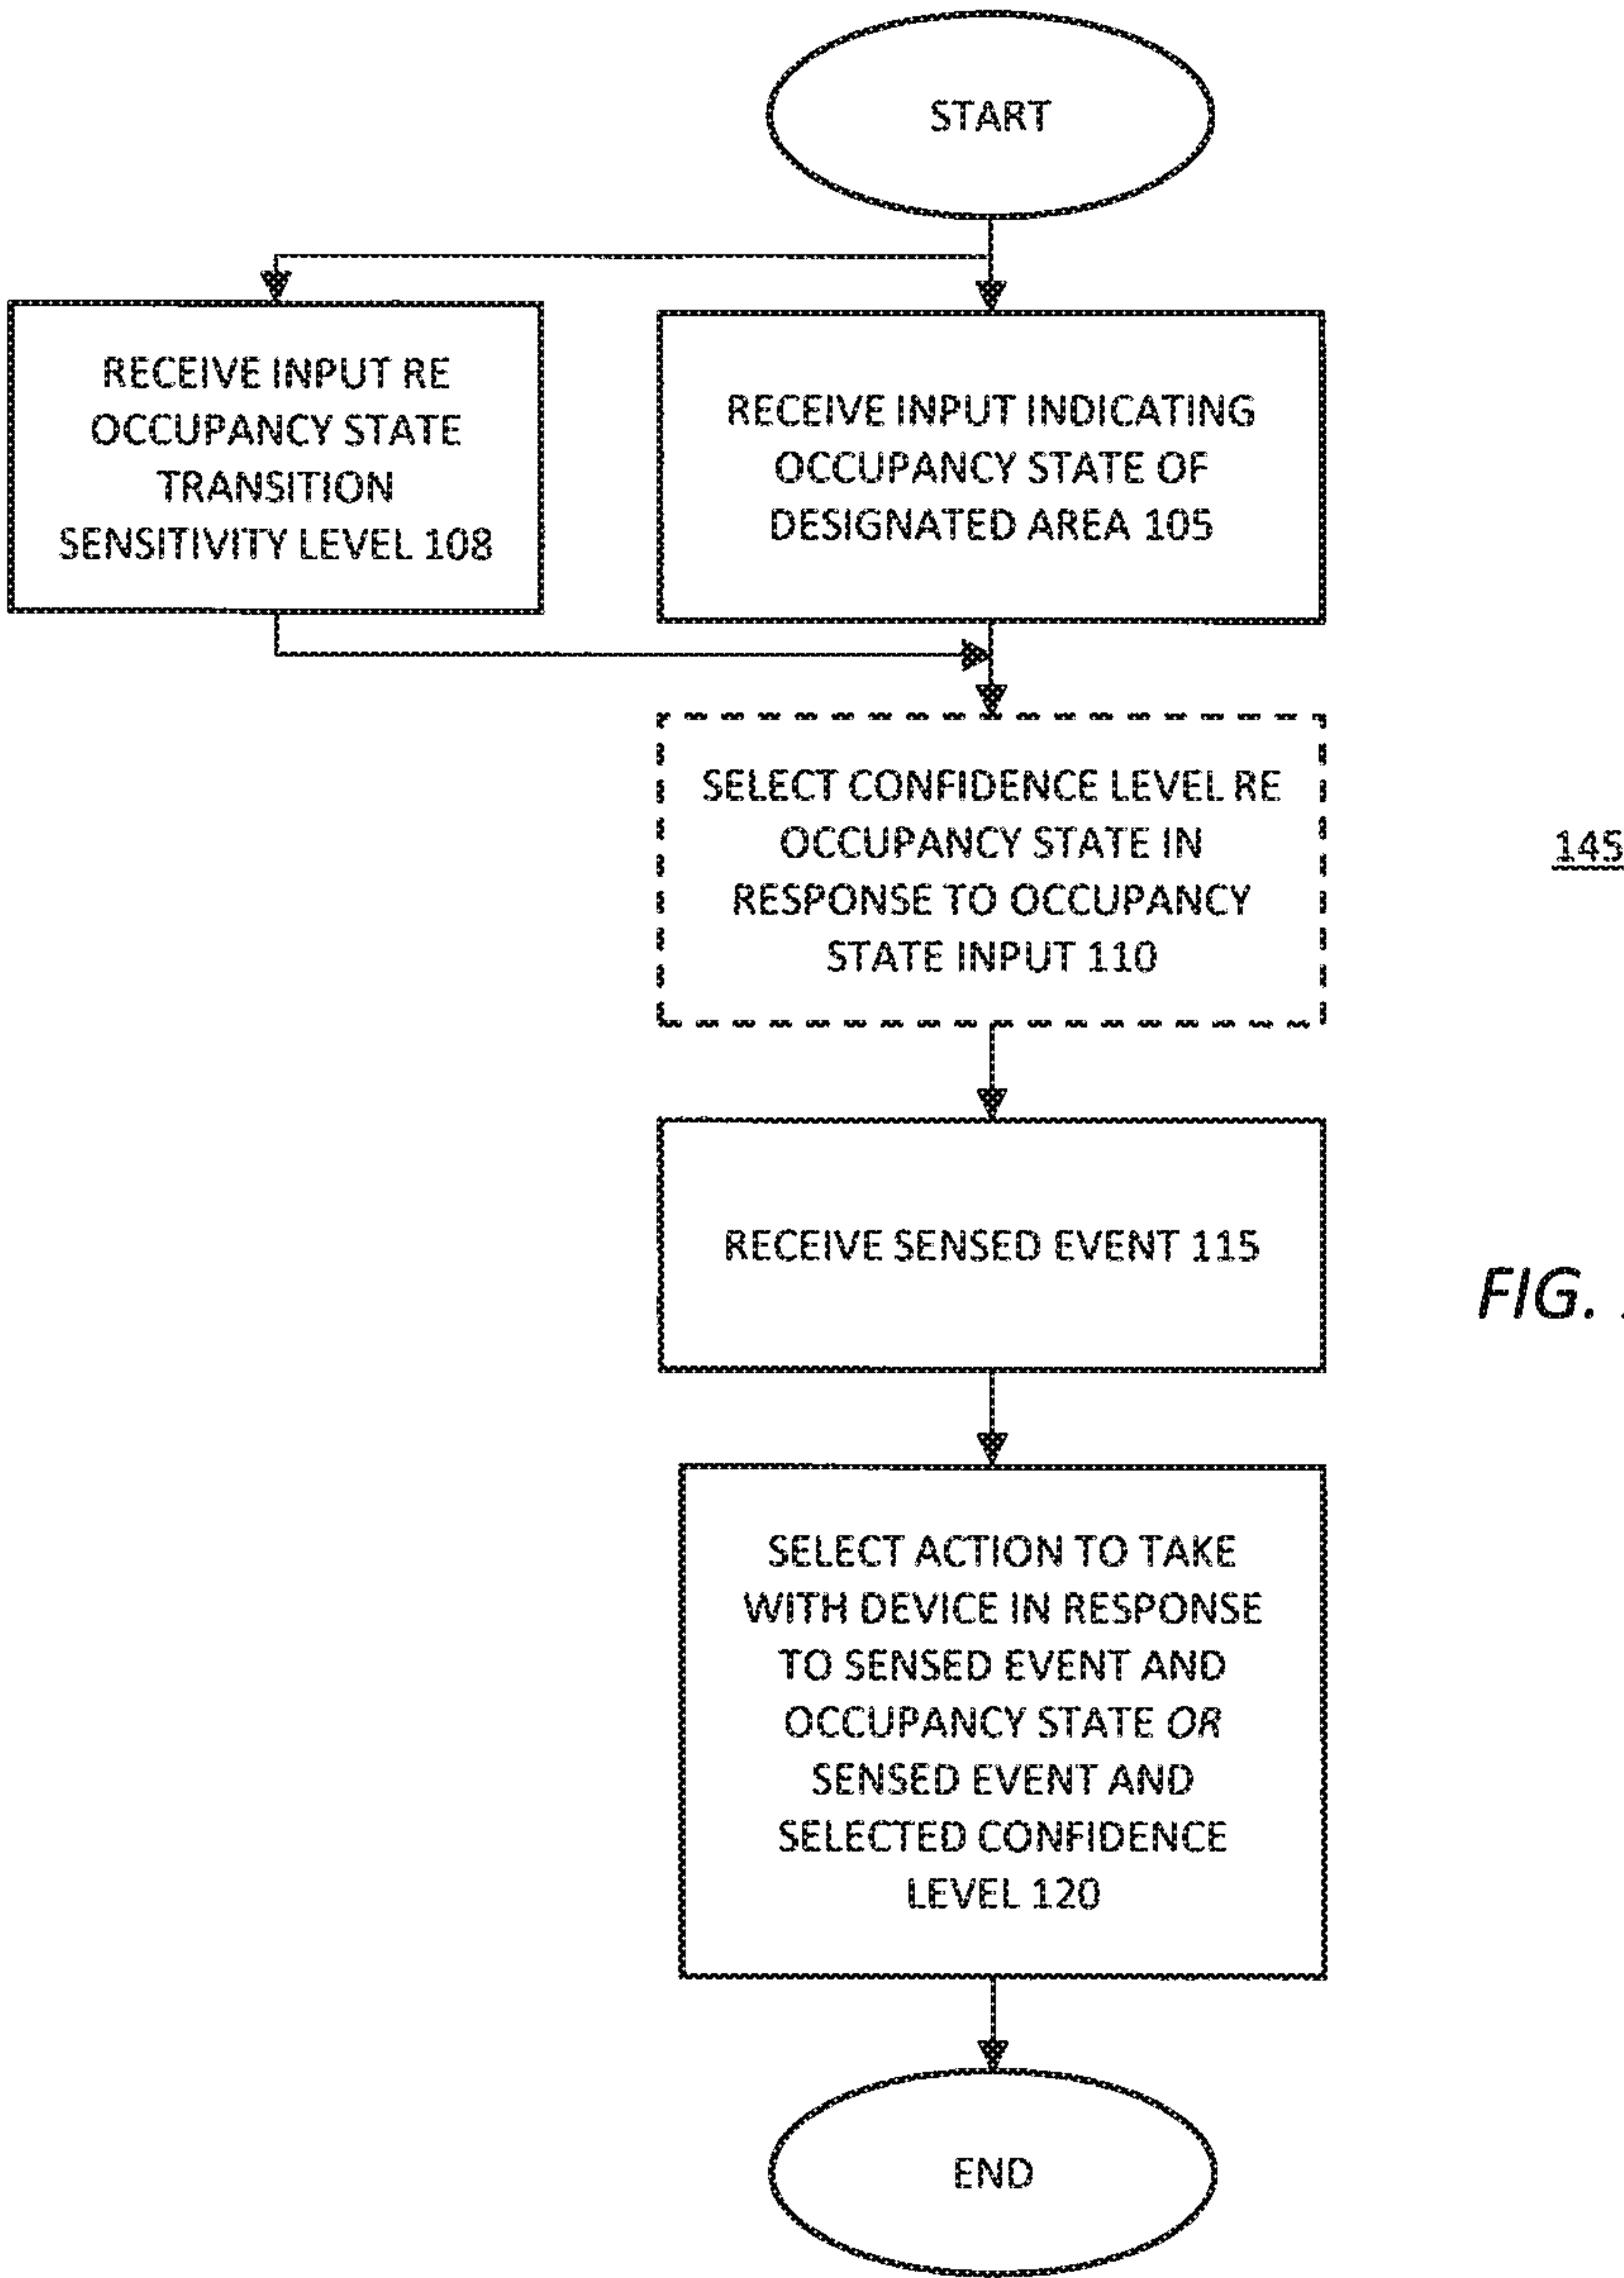 START
RECEIVE INPUT RE
OCCUPANCY STATE
TRANSITION
SENSITIVITY LEVEL 108
RECEIVE INPUT INDICATING
OCCUPANCY STATE OF
DESIGNATED AREA 105
SELECT CONFIDENCE LEVEL RE
OCCUPANCY STATE IN
RESPONSE TO OCCUPANCY
STATE INPUT 110
145
RECEIVE SENSED EVENT 115
FIG.
SELECT ACTION TO TAKE
WITH DEVICE IN RESPONSE
TO SENSED EVENT AND
OCCUPANCY STATE OR
SENSED EVENT AND
SELECTED CONFIDENCE
LEVEL 120
END